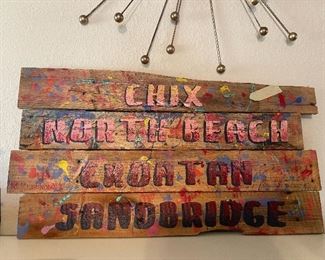 CHIX
NORTH BEACH
CROATAN
SANDBRIDGE